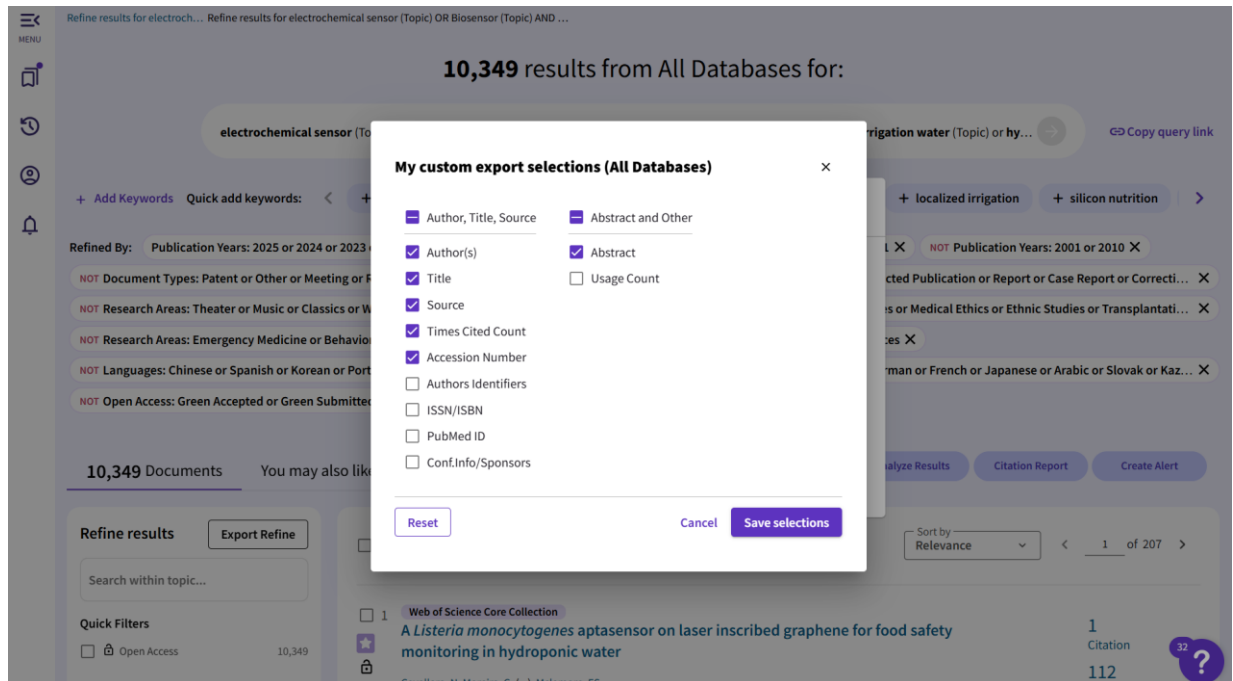 MENU
Refine results for electroch... Refine results for electrochemical sensor (Topic) OR Biosensor (Topic) AND ...
10,349 results from All Databases for:
electrochemical sensor (To
rrigation water (Topic) or hy...
Copy query link
My custom export selections (All Databases)
+ Add Keywords Quick add keywords:
+ localized irrigation
+ silicon nutrition
Author, Title, Source
Abstract and Other
Refined By: Publication Years: 2025 or 2024 or 2023
NOT Publication Years: 2001 or 2010
Author(s)
Abstract
NOT Document Types: Patent or Other or Meeting or
cted Publication or Report or Case Report or Correcti...
Title
Usage Count
Source
NOT Research Areas: Theater or Music or Classics or W
s or Medical Ethics or Ethnic Studies or Transplantati...
Times Cited Count
NOT Research Areas: Emergency Medicine or Behavio
ces
Accession Number
NOT Languages: Chinese or Spanish or Korean or Port
man or French or Japanese or Arabic or Slovak or Kaz...
Authors Identifiers
NOT Open Access: Green Accepted or Green Submitte
ISSN/ISBN
PubMed ID
Conf.Info/Sponsors
10,349 Documents
You may also like
nalyze Results
Citation Report
Create Alert
Reset
Cancel
Save selections
Refine results
Export Refine
Sort by
Relevance
1 of 207
Search within topic...
Quick Filters
Open Access 10,349
1
Web of Science Core Collection
A Listeria monocytogenes aptasensor on laser inscribed graphene for food safety
monitoring in hydroponic water
1
Citation
112
32
?